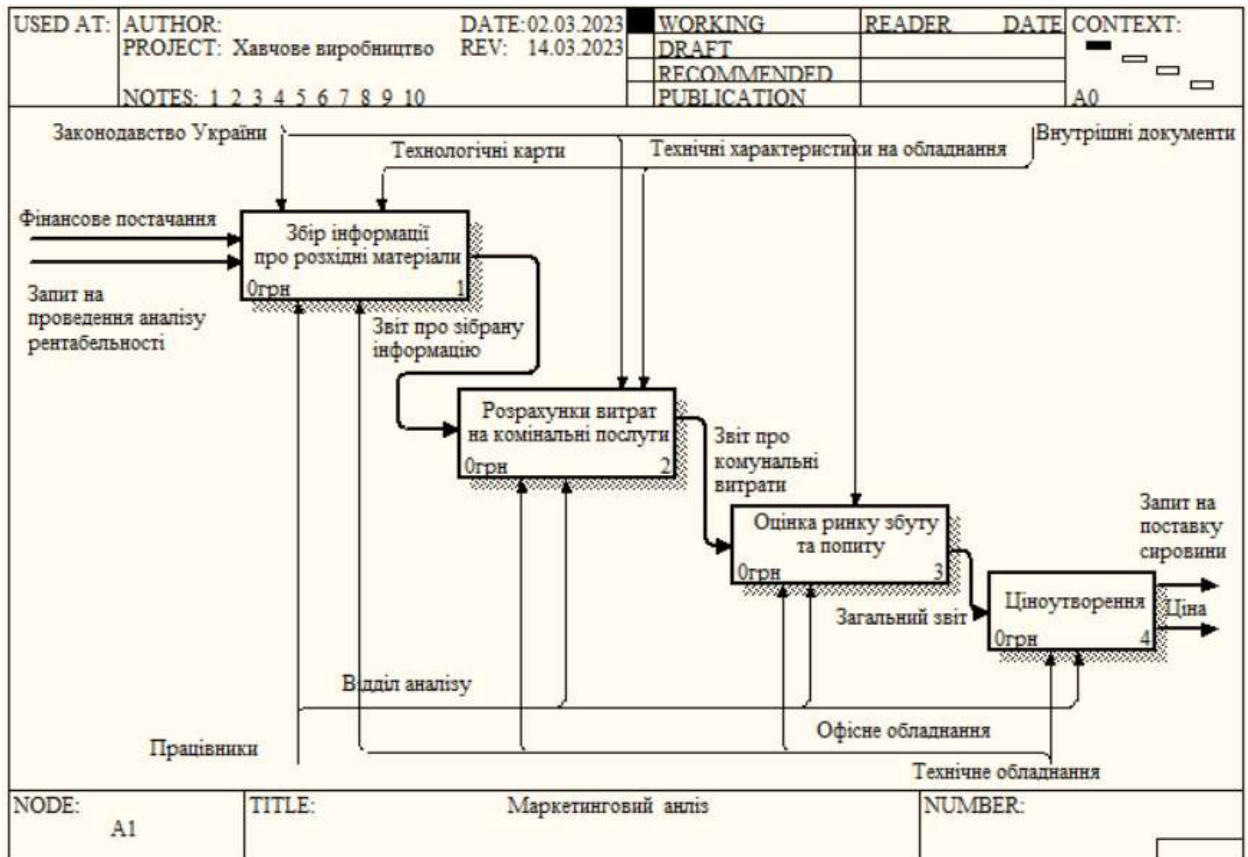 USED AT:
AUTHOR:
DATE: 02.03.2023
PROJECT: Хавчове виробництво
REV: 14.03.2023
NOTES: 1 2 3 4 5 6 7 8 9 10
WORKING
DRAFT
RECOMMENDED
PUBLICATION
READER DATE
CONTEXT:
A0
Законодавство України
Внутрішні документи
Технологічні карти
Технічні характеристики на обладнання
Фінансове постачання
Запит на
проведення аналізу
рентабельності
Збір інформації
про розхідні матеріали
0грн 1
Звіт про зібрану
інформацію
Розрахунки витрат
на комінальні послуги
0грн 2
Звіт про
комунальні
витрати
Оцінка ринку збуту
та попиту
0грн 3
Загальний звіт
Запит на
поставку
сировини
Ціноутворення
0грн 4
Ціна
Відділ аналізу
Працівники
Офісне обладнання
Технічне обладнання
NODE:
A1
TITLE:
Маркетинговий анліз
NUMBER: